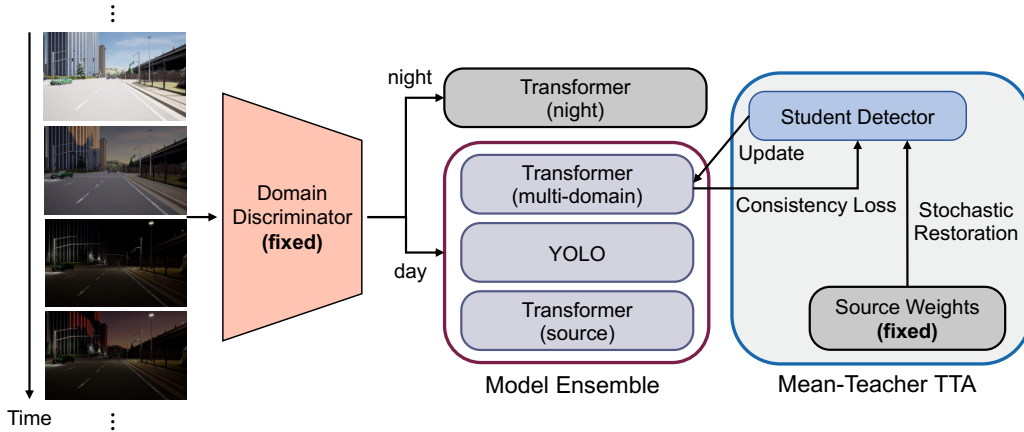 ⋮
Time
⋮
Domain
Discriminator
(fixed)
night
day
Transformer
(night)
Transformer
(multi-domain)
YOLO
Transformer
(source)
Model Ensemble
Student Detector
Update
Consistency Loss
Stochastic
Restoration
Source Weights
(fixed)
Mean-Teacher TTA